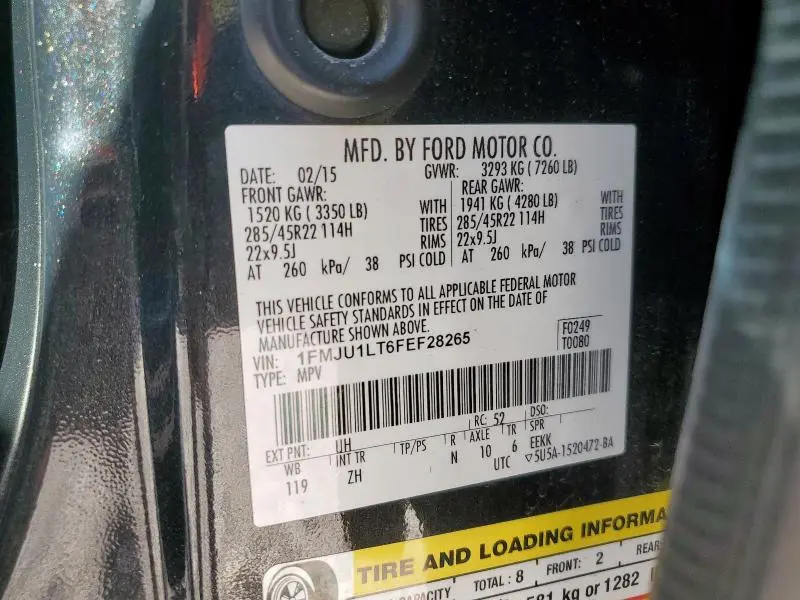 MFD. BY FORD MOTOR CO.
DATE: 02/15 GVWR: 3293 KG ( 7260 LB)
FRONT GAWR: REAR GAWR:
1520 KG ( 3350 LB) WITH 1941 KG ( 4280 LB) WITH
285/45R22 114H TIRES 285/45R22 114H TIRES
22x9.5J RIMS 22x9.5J RIMS
AT 260 kPa/ 38 PSI COLD AT 260 kPa/ 38 PSI COLD
THIS VEHICLE CONFORMS TO ALL APPLICABLE FEDERAL MOTOR
VEHICLE SAFETY STANDARDS IN EFFECT ON THE DATE OF
MANUFACTURE SHOWN ABOVE.
F0249
VIN: 1FMJU1LT6FEF28265 T0080
TYPE: MPV
EXT PNT: UH RC: 52 DSO:
WB INT TR TP/PS R AXLE TR SPR
119 ZH N 10 6 EEKK
UTC ▽5U5A-1520472-BA
TIRE AND LOADING INFORMA
TOTAL : 8 FRONT: 2 REAR
581 kg or 1282